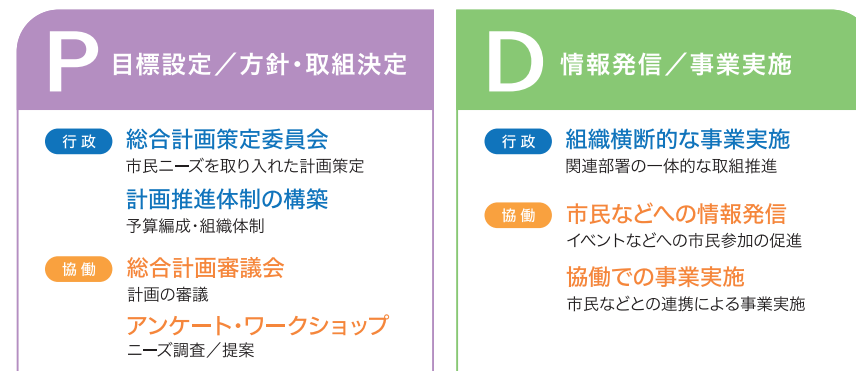 P 目標設定／方針・取組決定
行政 総合計画策定委員会
市民ニーズを取り入れた計画策定
計画推進体制の構築
予算編成・組織体制
協働 総合計画審議会
計画の審議
アンケート・ワークショップ
ニーズ調査／提案
D 情報発信／事業実施
行政 組織横断的な事業実施
関連部署の一体的な取組推進
協働 市民などへの情報発信
イベントなどへの市民参加の促進
協働での事業実施
市民などとの連携による事業実施